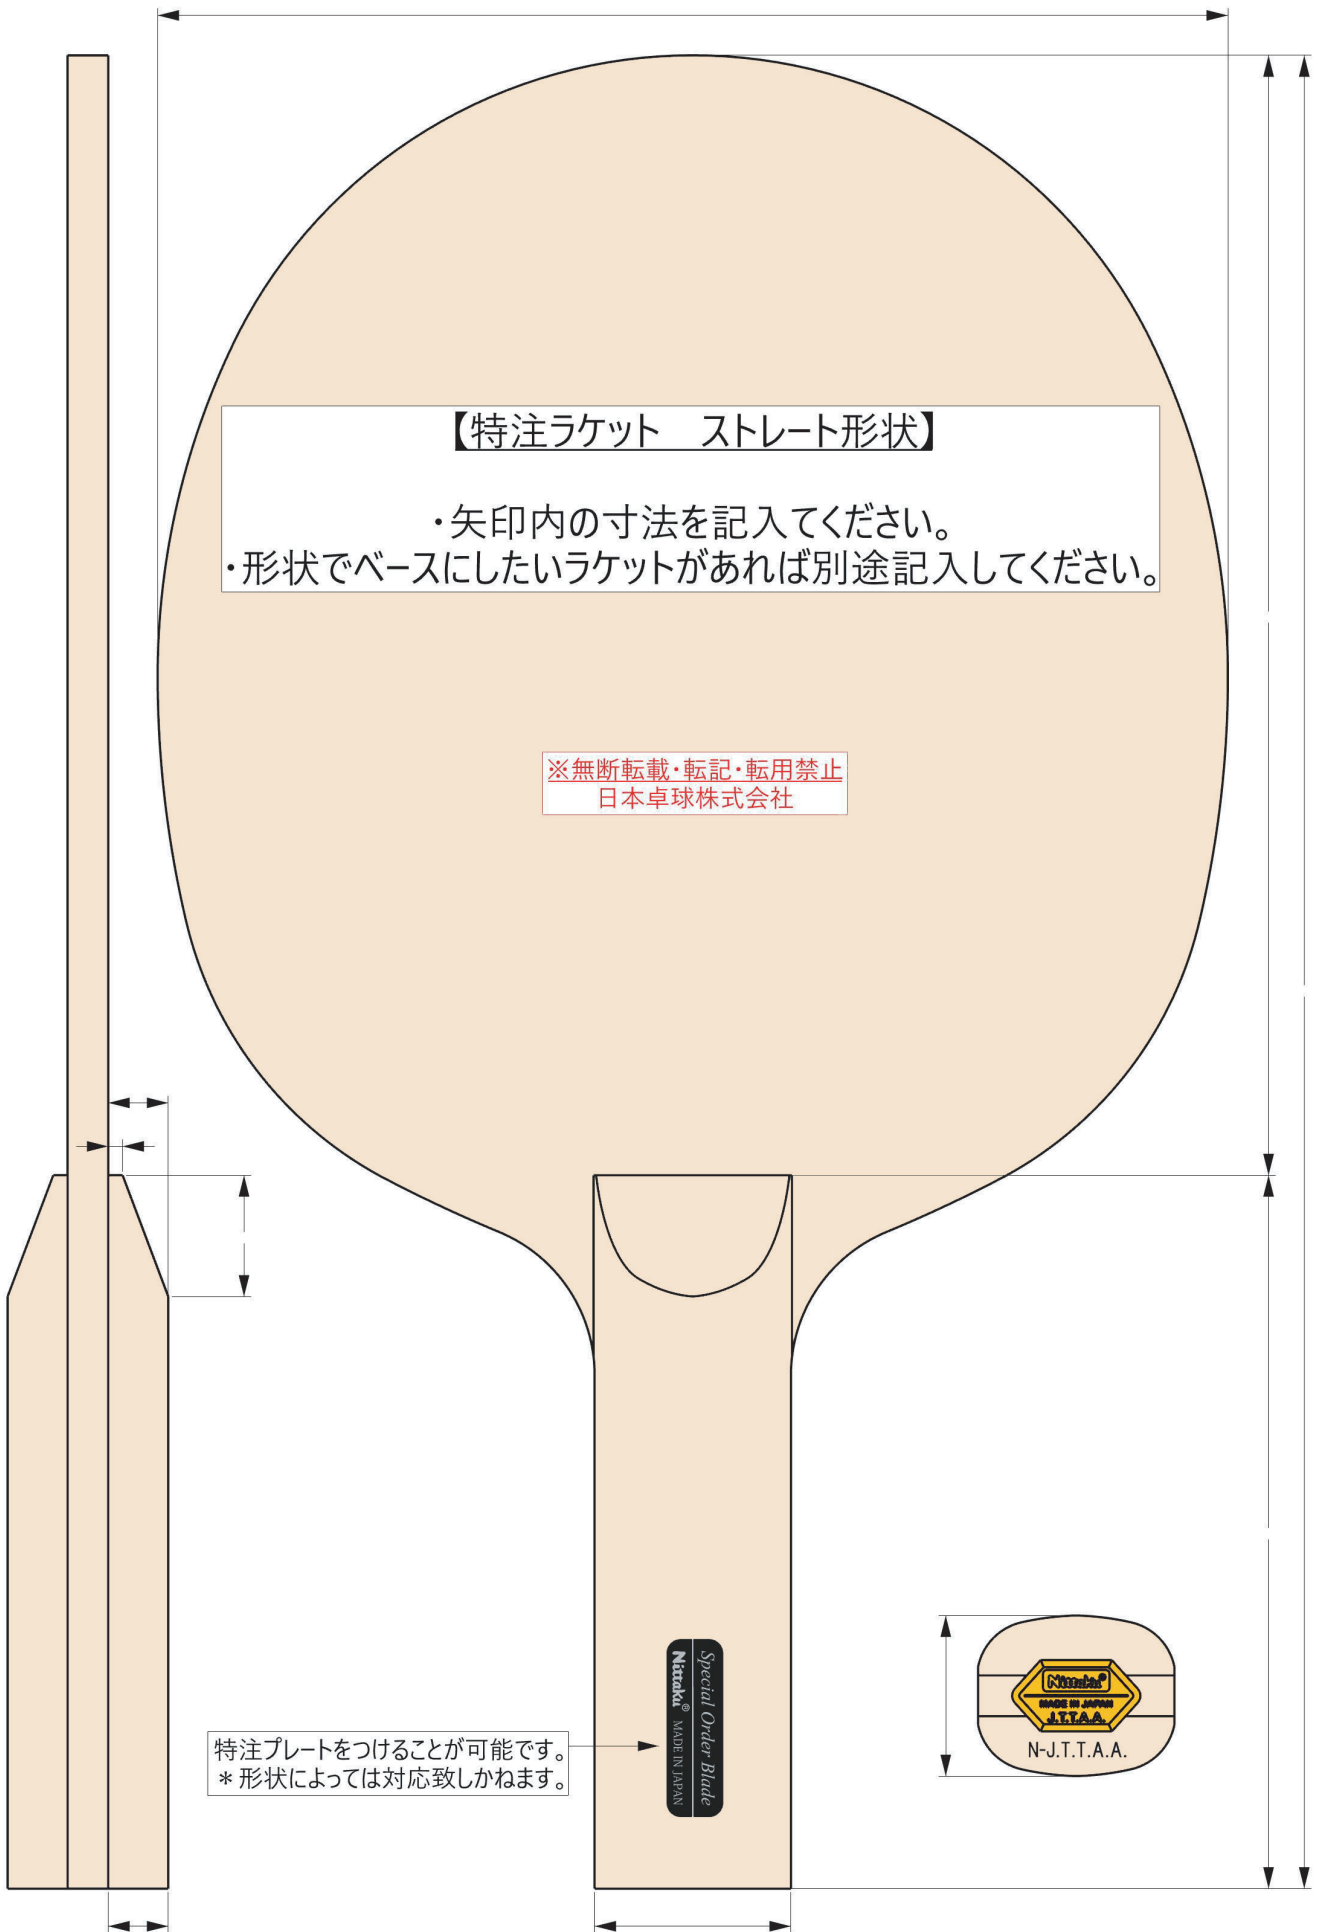 【特注ラケット　ストレート形状】
・矢印内の寸法を記入てください。
・形状でベースにしたいラケットがあれば別途記入してください。
※無断転載・転記・転用禁止
日本卓球株式会社
特注プレートをつけることが可能です。
＊形状によっては対応致しかねます。
Special Order Blade
Nittaku® MADE IN JAPAN
Nittaku®
MADE IN JAPAN
J.T.T.A.A.
N-J.T.T.A.A.